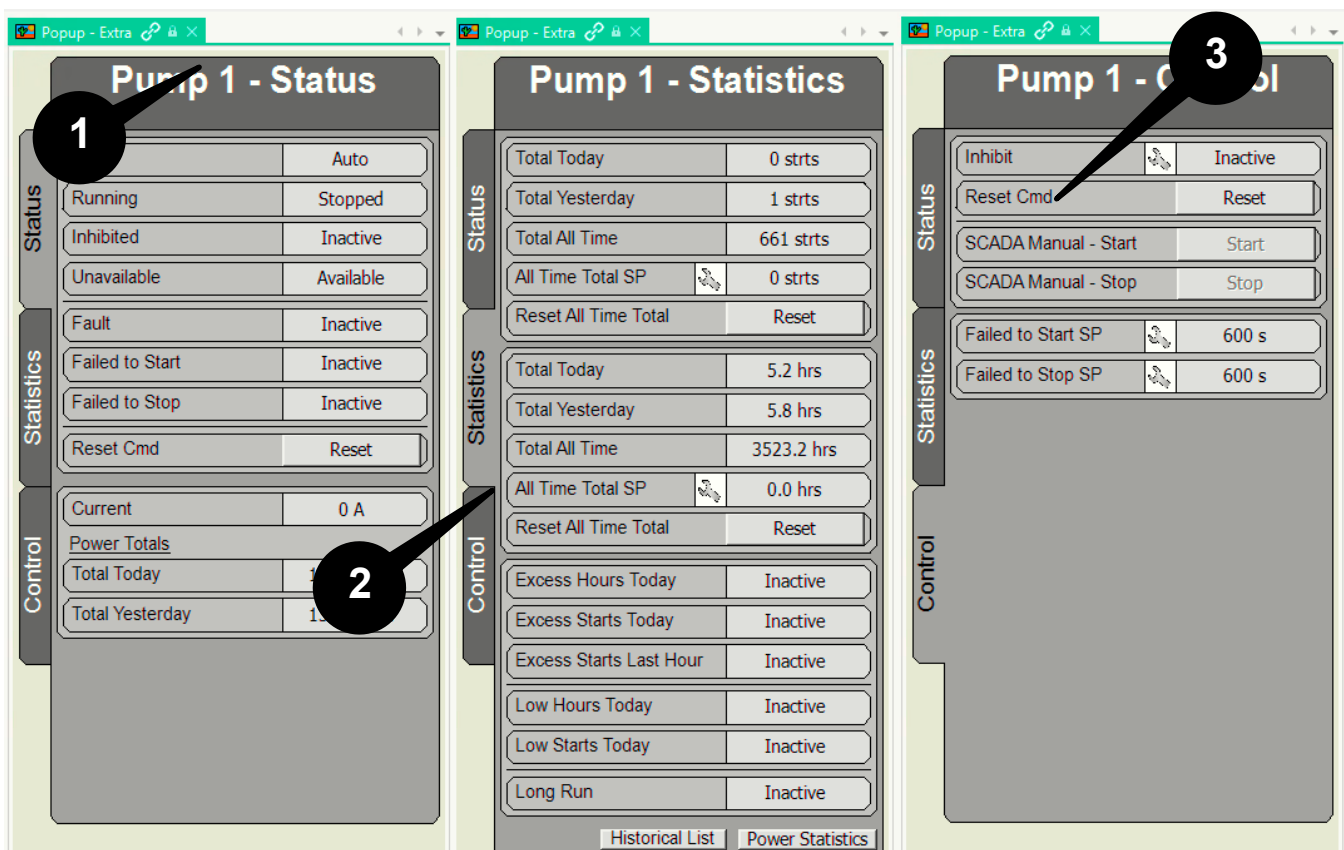 Popup - Extra
Pump 1 - Status
1
Auto
Running Stopped
Inhibited Inactive
Unavailable Available
Fault Inactive
Failed to Start Inactive
Failed to Stop Inactive
Reset Cmd Reset
Current 0 A
Power Totals
Total Today
Total Yesterday
Status
Statistics
Control
2
Popup - Extra
Pump 1 - Statistics
Total Today 0 strts
Total Yesterday 1 strts
Total All Time 661 strts
All Time Total SP 0 strts
Reset All Time Total Reset
Total Today 5.2 hrs
Total Yesterday 5.8 hrs
Total All Time 3523.2 hrs
All Time Total SP 0.0 hrs
Reset All Time Total Reset
Excess Hours Today Inactive
Excess Starts Today Inactive
Excess Starts Last Hour Inactive
Low Hours Today Inactive
Low Starts Today Inactive
Long Run Inactive
Historical List Power Statistics
Status
Statistics
Control
Popup - Extra
3
Pump 1 -
Inhibit Inactive
Reset Cmd Reset
SCADA Manual - Start Start
SCADA Manual - Stop Stop
Failed to Start SP 600 s
Failed to Stop SP 600 s
Status
Statistics
Control